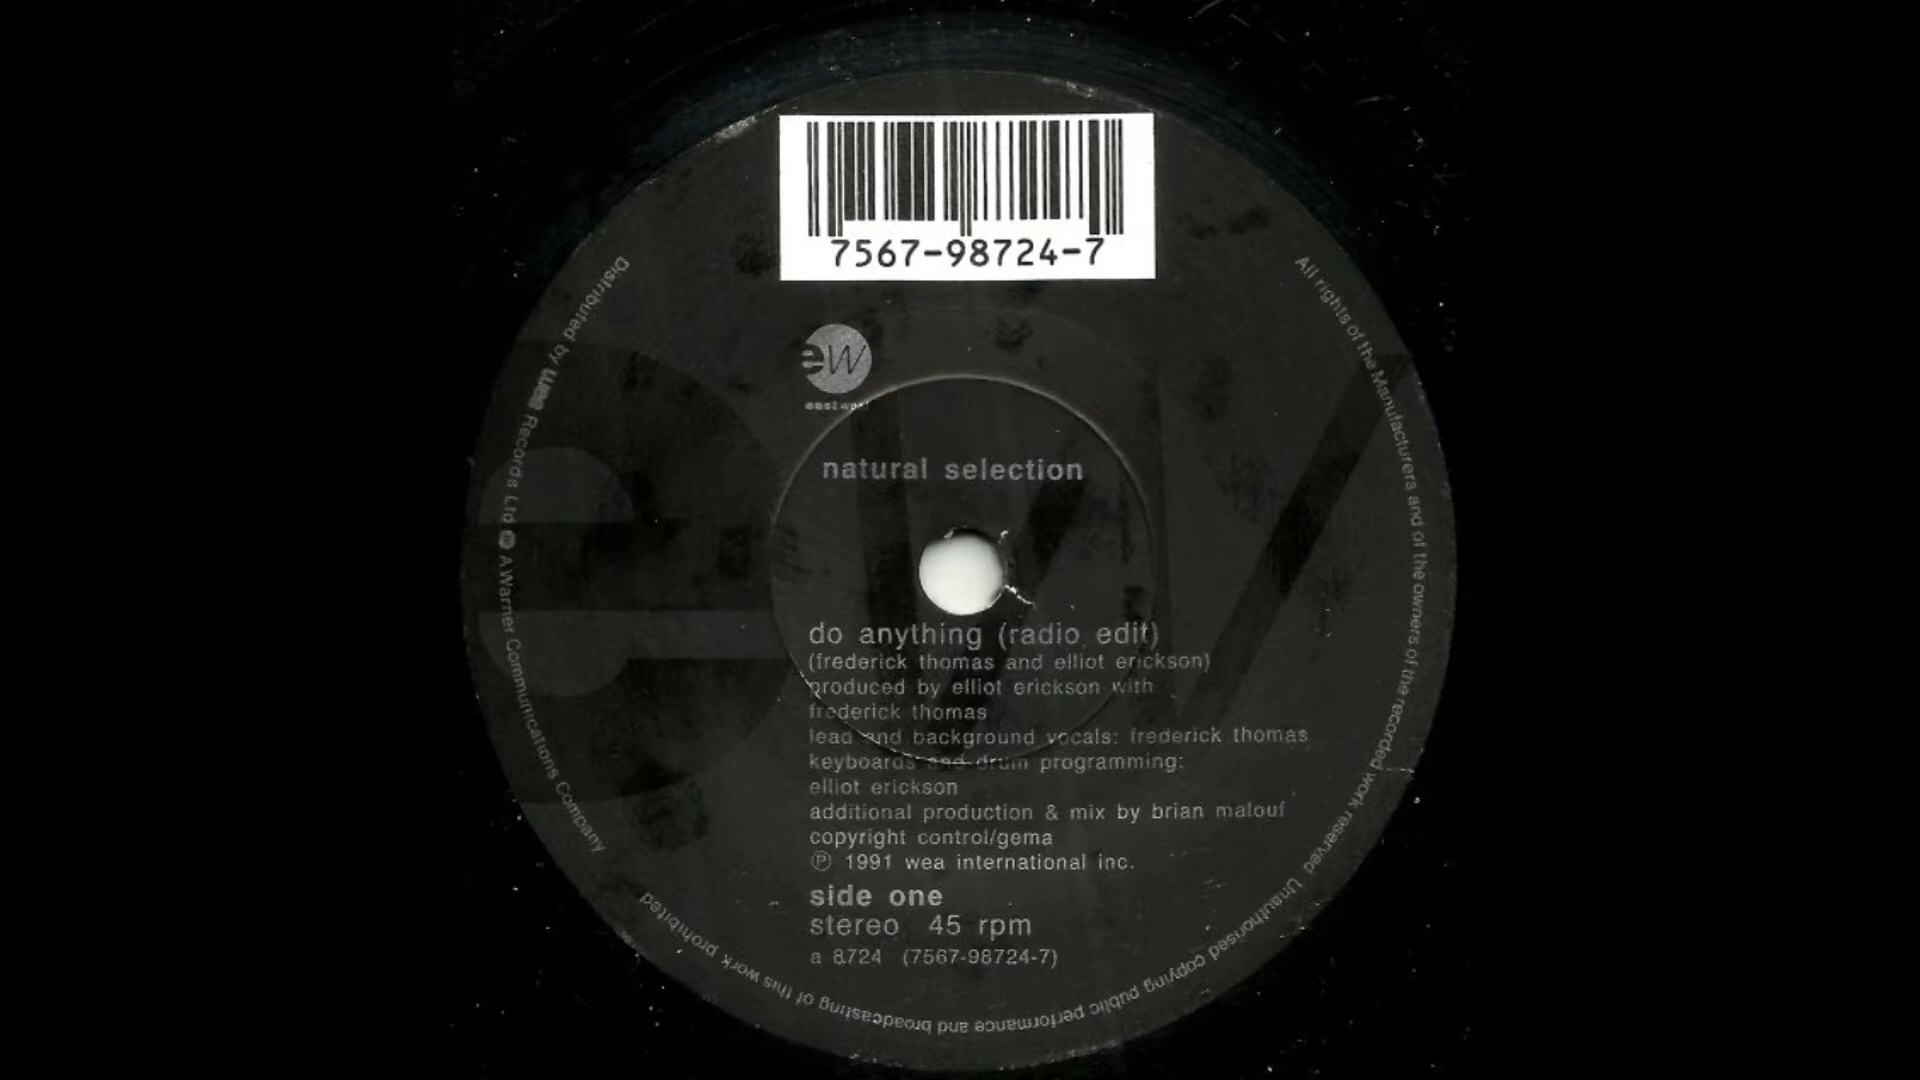 7567-98724-7
ew
eastwest
natural selection
do anything (radio edit)
(frederick thomas and elliot erickson)
produced by elliot erickson with
frederick thomas
lead and background vocals: frederick thomas
keyboards and drum programming:
elliot erickson
additional production & mix by brian malouf
copyright control/gema
℗ 1991 wea international inc.
side one
stereo 45 rpm
a 8724 (7567-98724-7)
Distributed by wea Records Ltd. A Warner Communications Company
All rights of the Manufacturers and of the owners of the recorded work reserved Unauthorised copying public performance and broadcasting of this work prohibited
ew